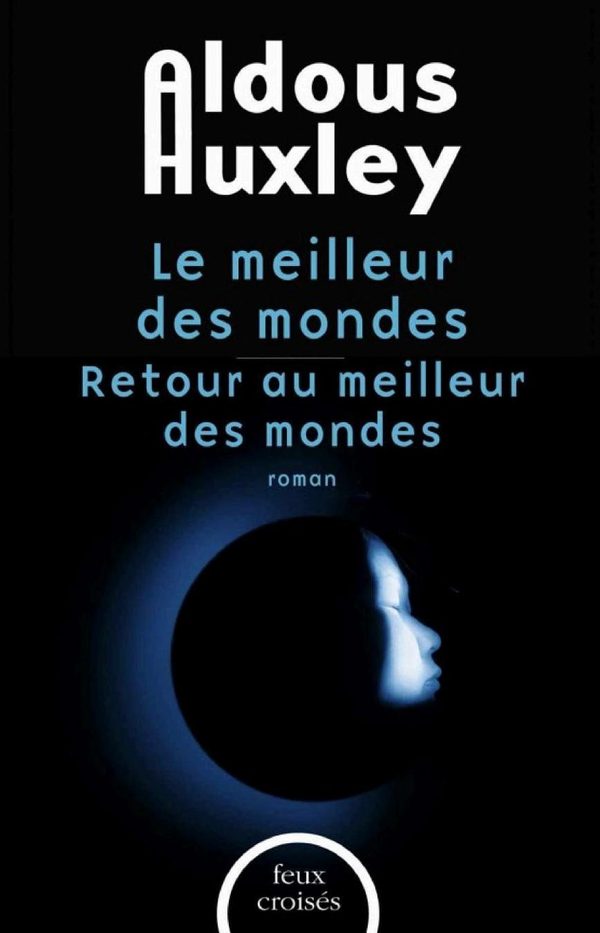 Aldous
Huxley
Le meilleur
des mondes
Retour au meilleur
des mondes
roman
feux
croisés